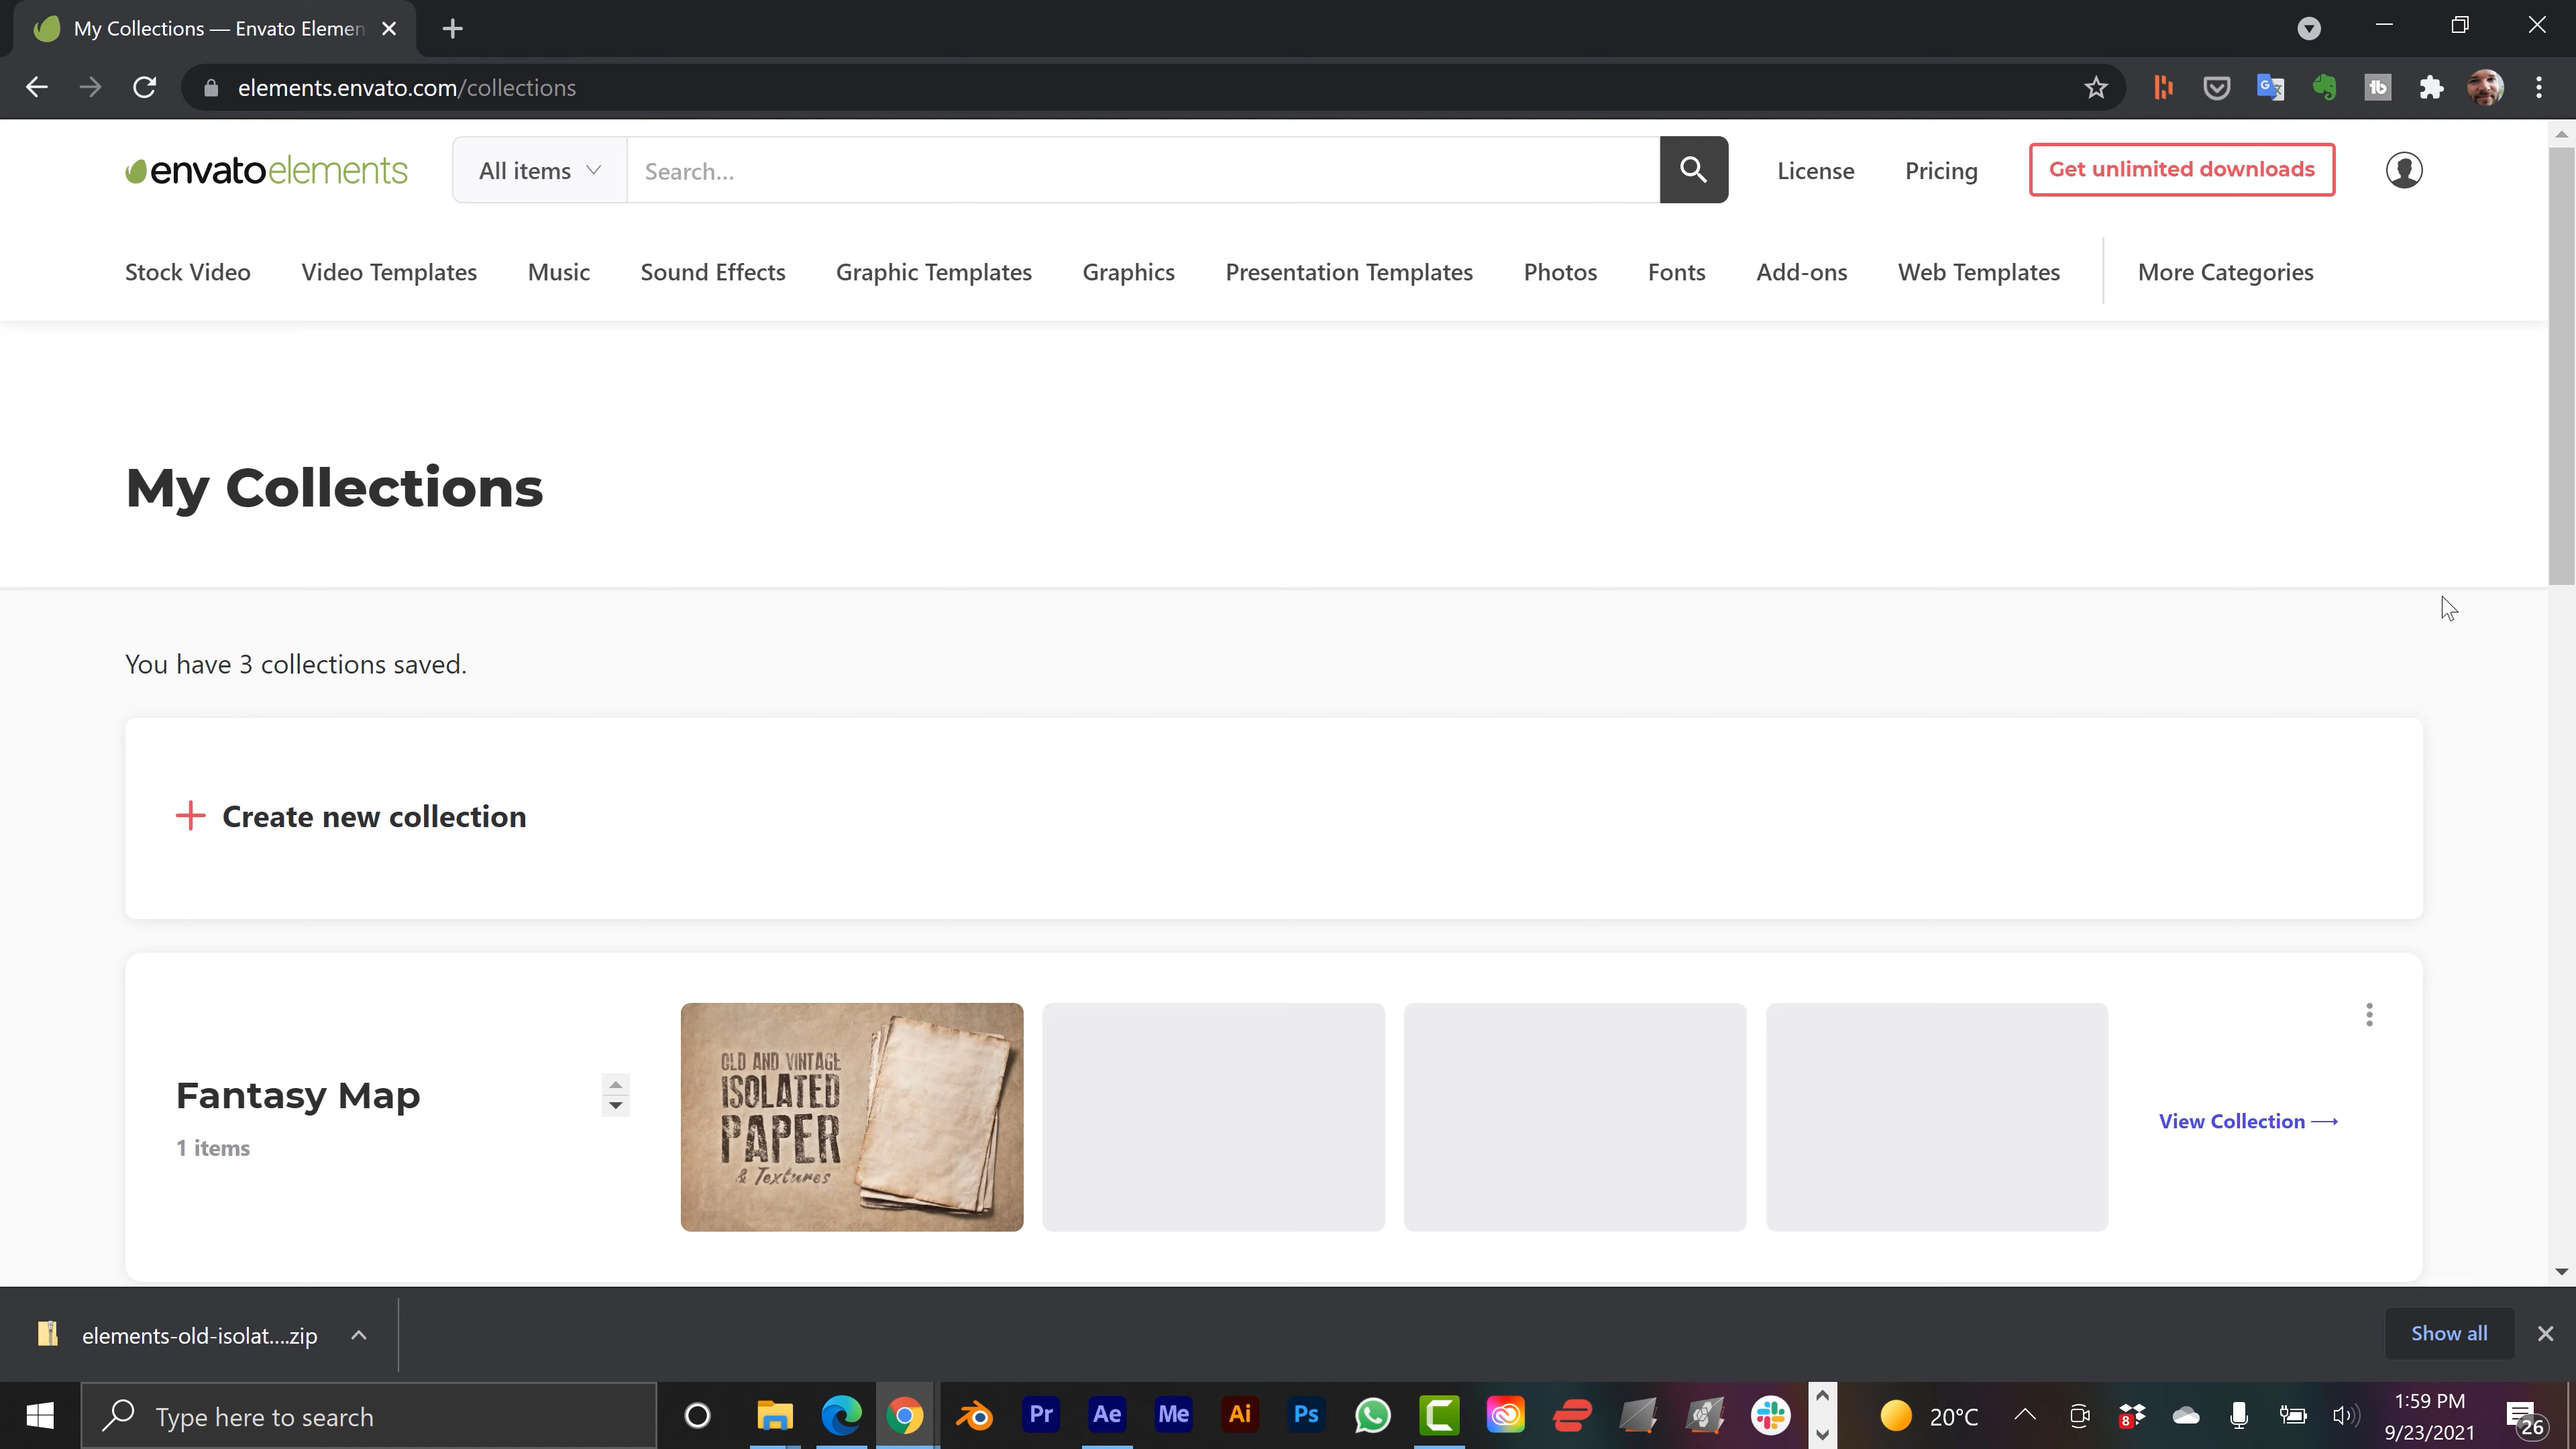 My Collections — Envato Elemen
elements.envato.com/collections
envato elements
All items
Search...
License
Pricing
Get unlimited downloads
Stock Video
Video Templates
Music
Sound Effects
Graphic Templates
Graphics
Presentation Templates
Photos
Fonts
Add-ons
Web Templates
More Categories
My Collections
You have 3 collections saved.
Create new collection
Fantasy Map
1 items
OLD AND VINTAGE
ISOLATED
PAPER
& Textures
View Collection
elements-old-isolat....zip
Show all
Type here to search
Pr
Ae
Me
Ai
Ps
20°C
8
1:59 PM
9/23/2021
26